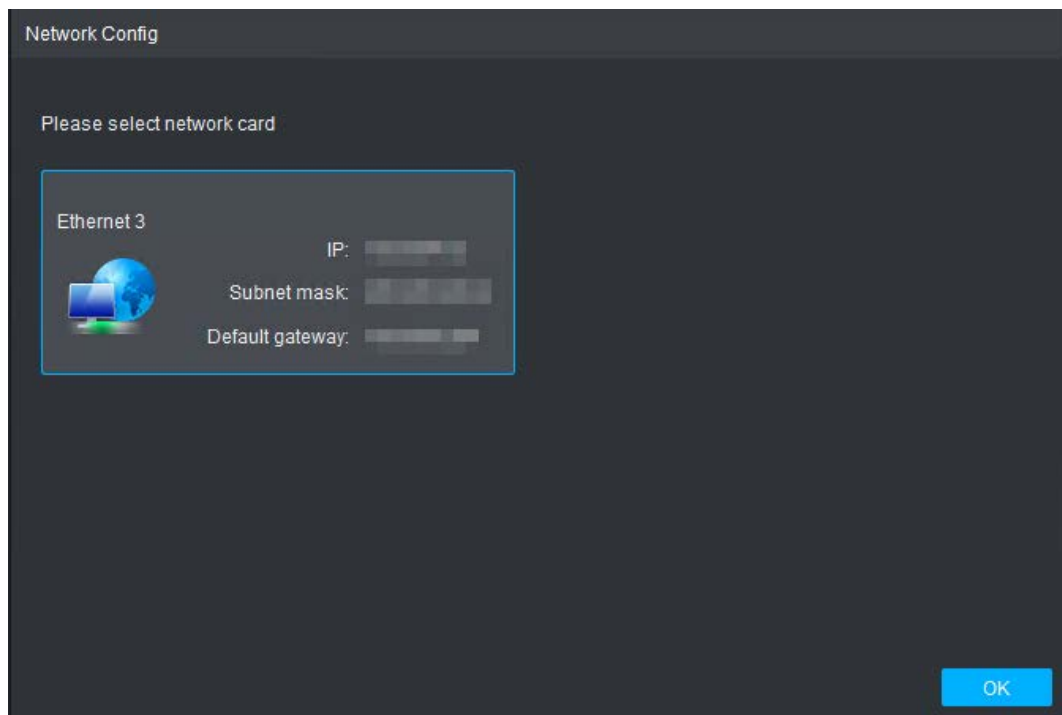 Network Config
Please select network card
Ethernet 3
IP:
Subnet mask:
Default gateway:
OK